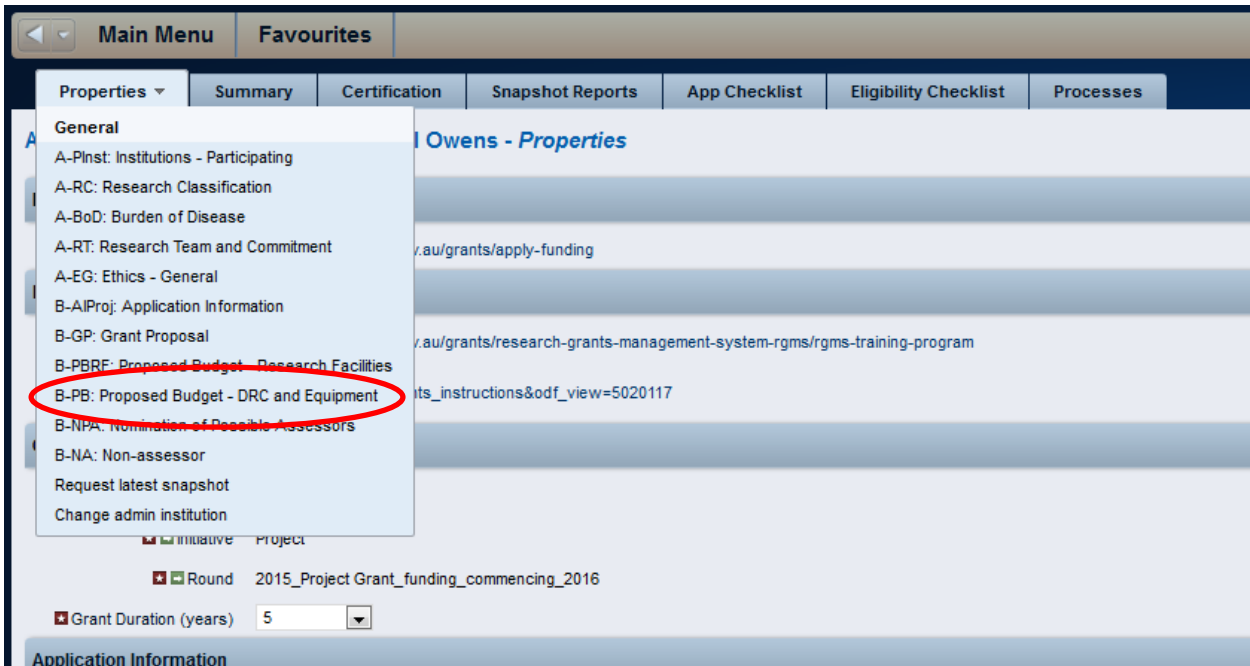 Main Menu Favourites
Properties Summary Certification Snapshot Reports App Checklist Eligibility Checklist Processes
General
A l Owens - Properties
A-PInst: Institutions - Participating
A-RC: Research Classification
A-BoD: Burden of Disease
A-RT: Research Team and Commitment
v.au/grants/apply-funding
A-EG: Ethics - General
B-AIProj: Application Information
B-GP: Grant Proposal
v.au/grants/research-grants-management-system-rgms/rgms-training-program
B-PBRF: Proposed Budget - Research Facilities
B-PB: Proposed Budget - DRC and Equipment
nts_instructions&odf_view=5020117
B-NPA: Nomination of Possible Assessors
B-NA: Non-assessor
Request latest snapshot
Change admin institution
Initiative Project
Round 2015_Project Grant_funding_commencing_2016
Grant Duration (years) 5
Application Information